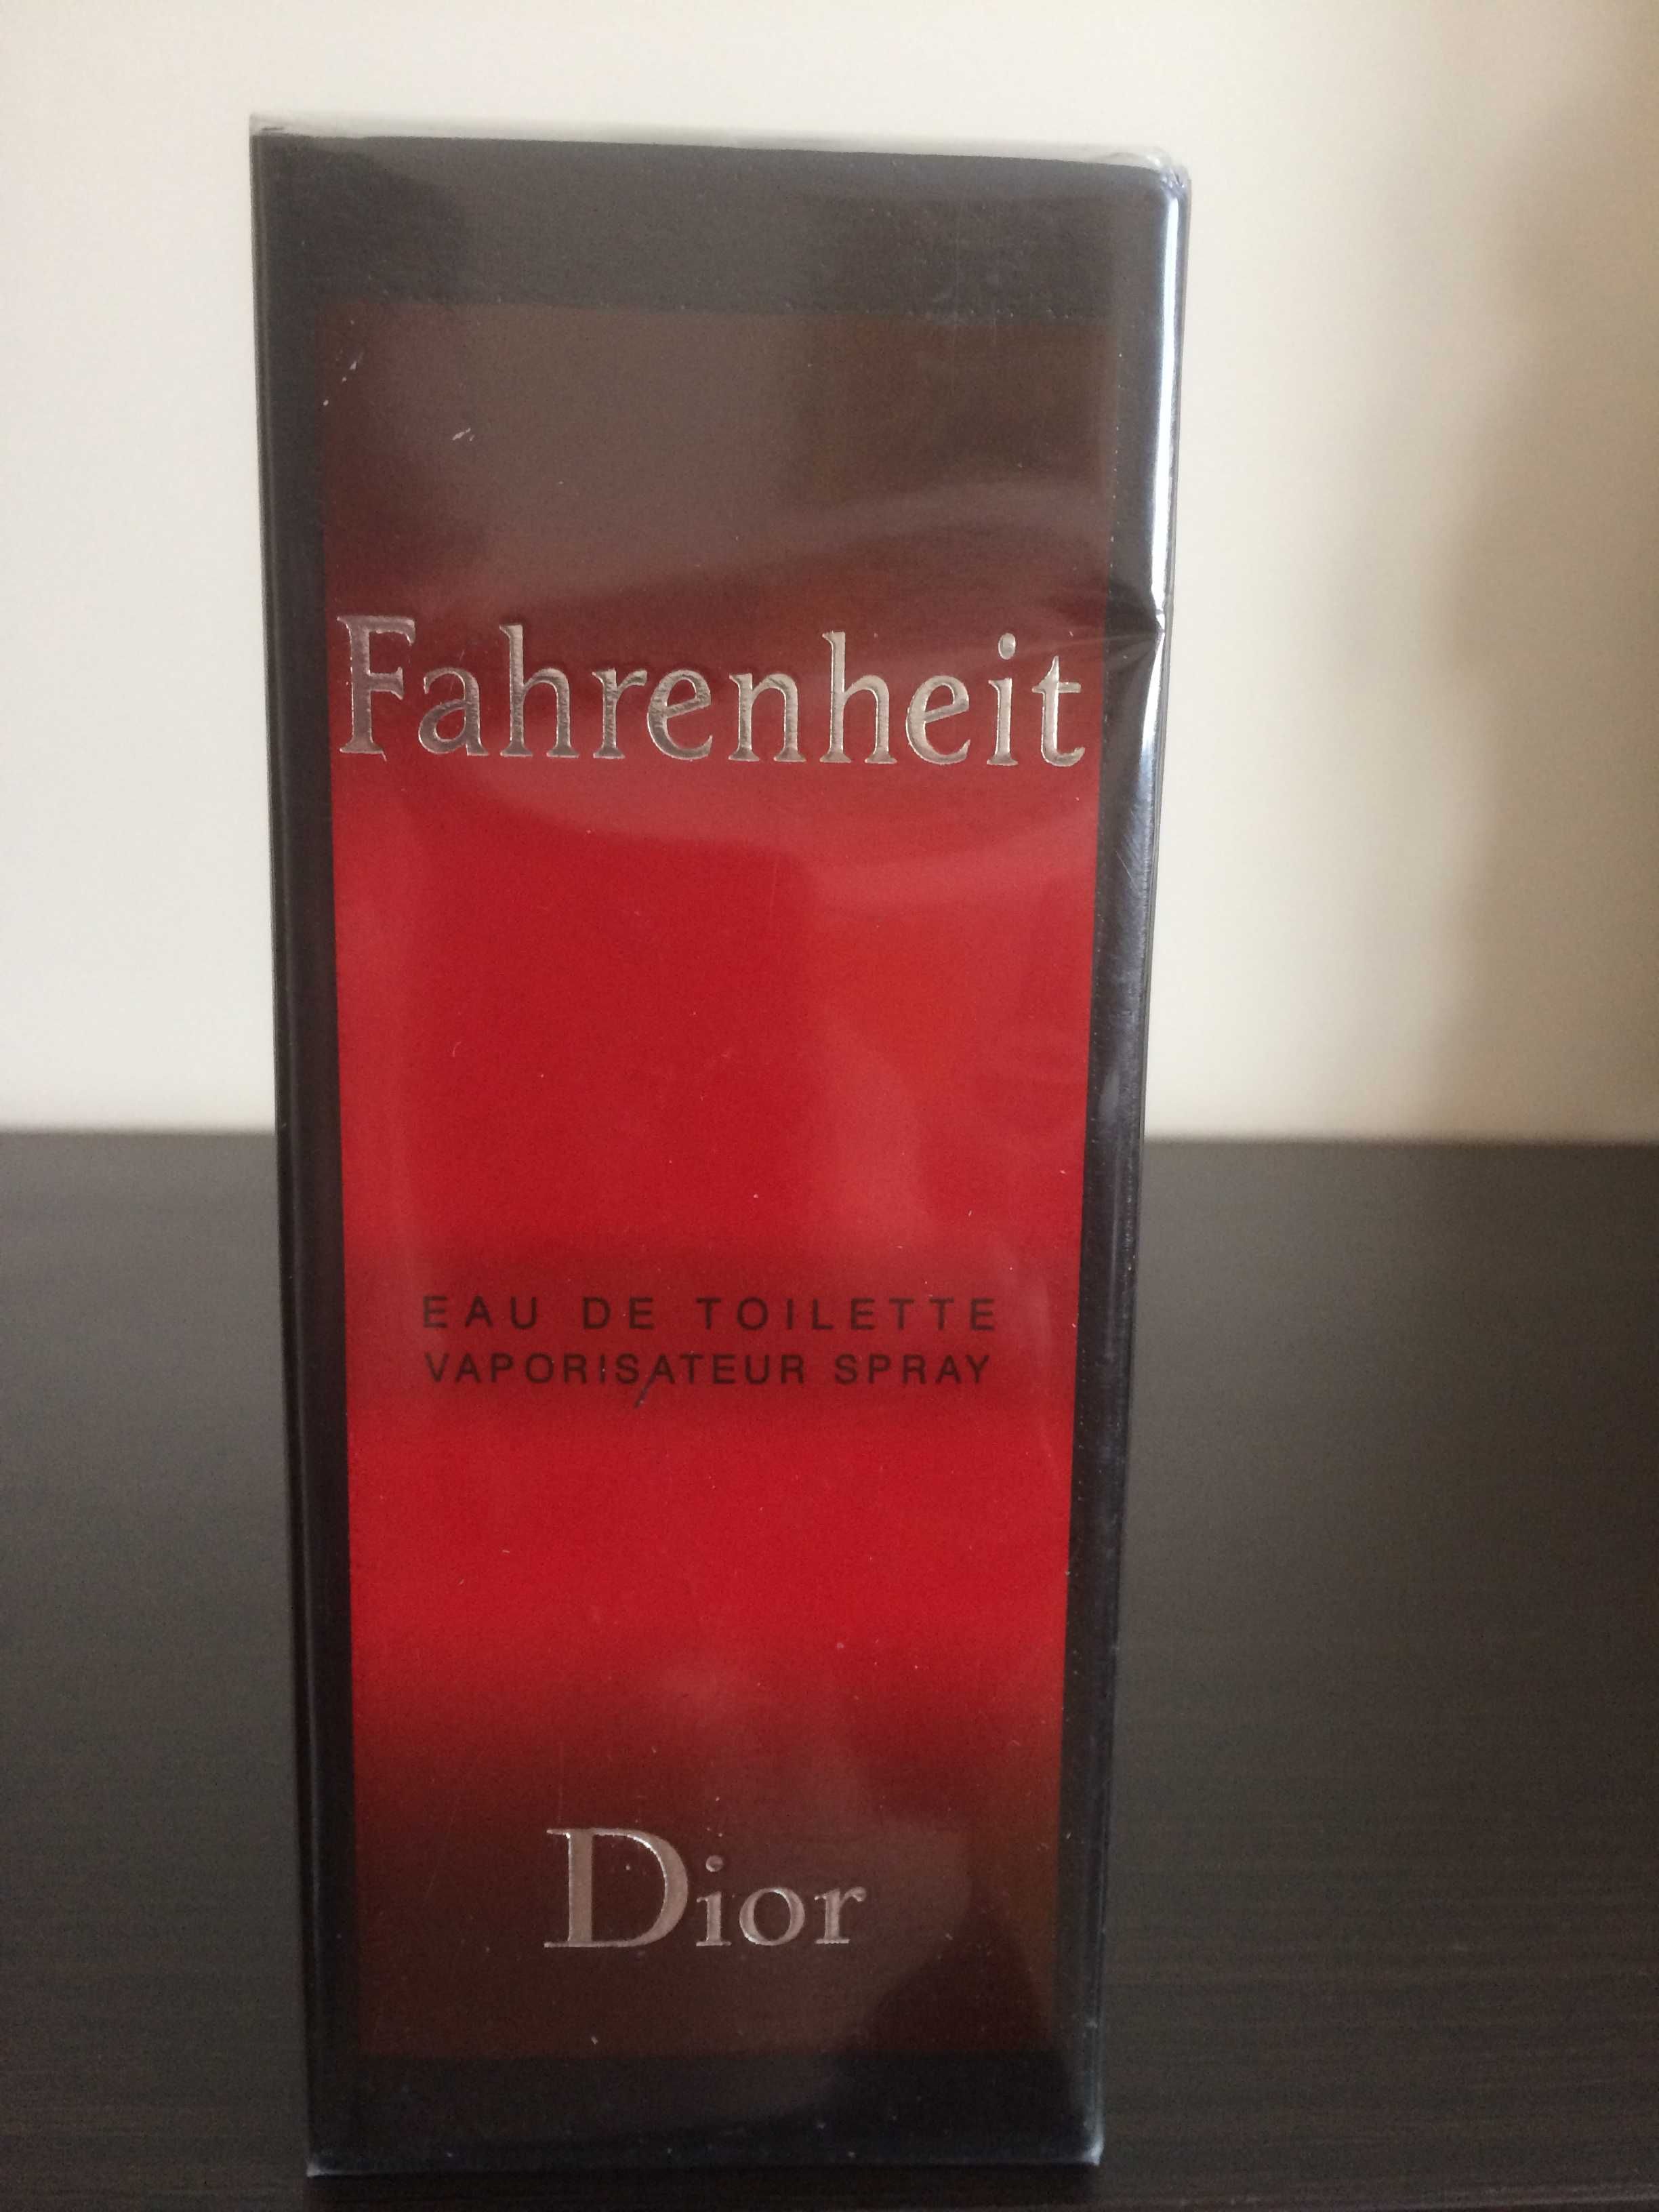 Fahrenheit
EAU DE TOILETTE
VAPORISATEUR SPRAY
Dior